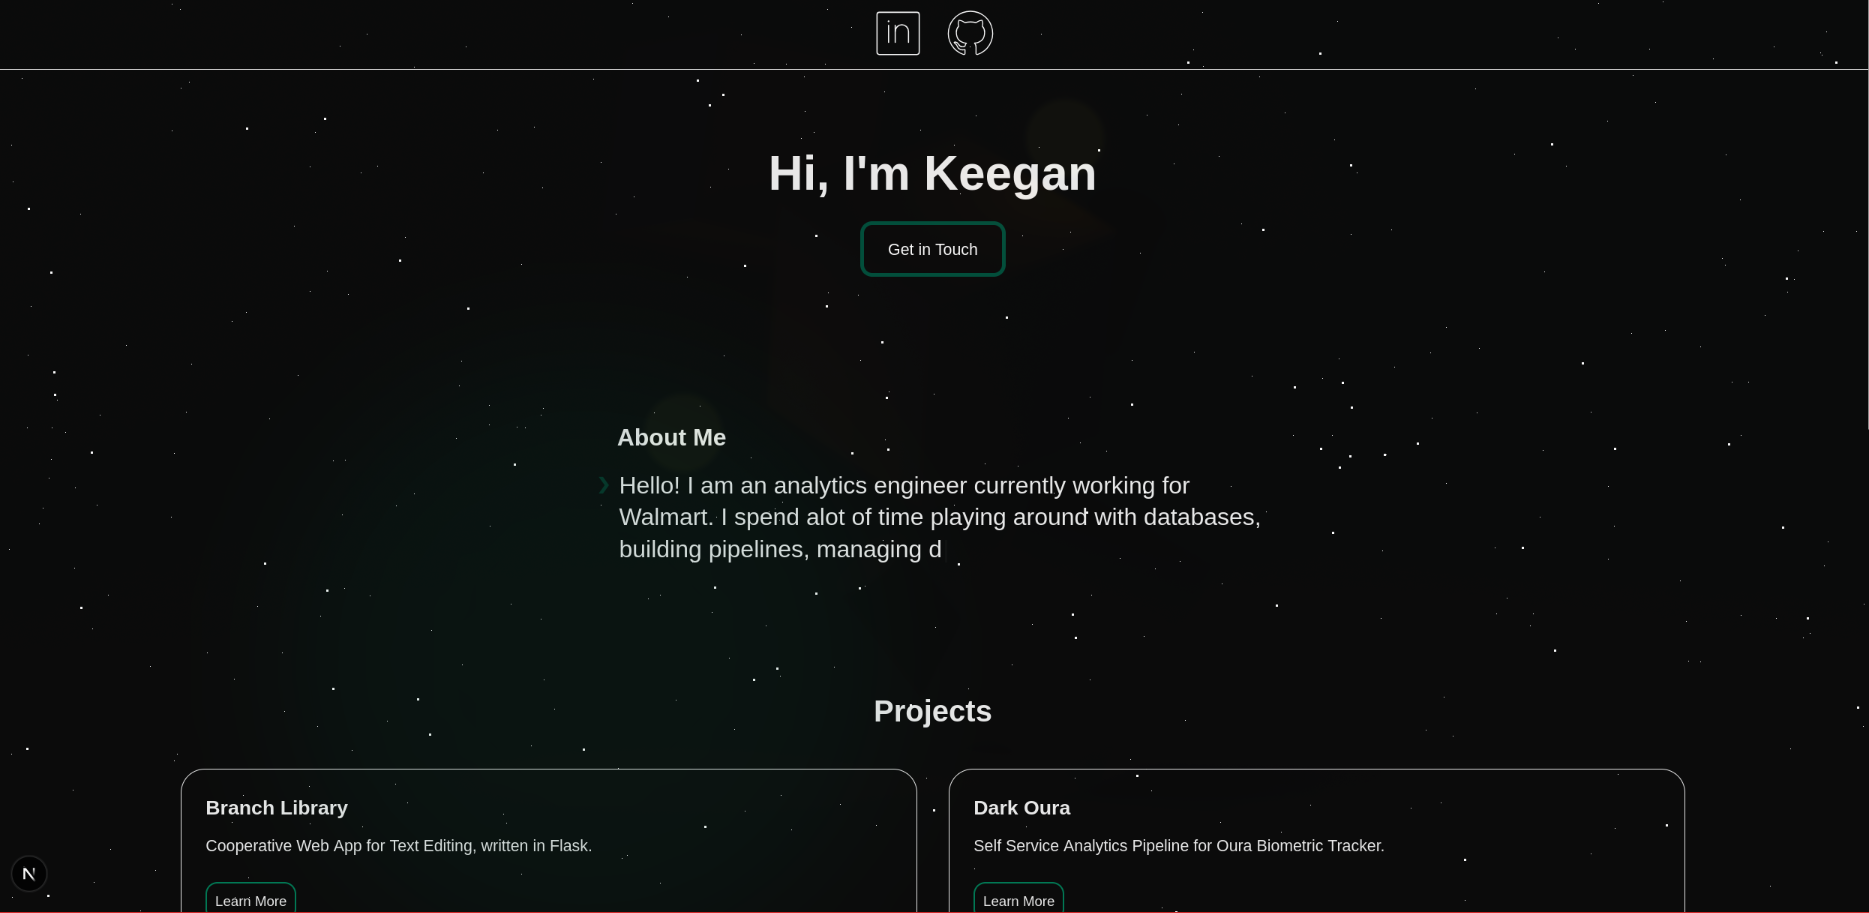 in
Hi, I'm Keegan
Get in Touch
About Me
Hello! I am an analytics engineer currently working for
Walmart. I spend alot of time playing around with databases,
building pipelines, managing d
Projects
Branch Library
Cooperative Web App for Text Editing, written in Flask.
Learn More
Dark Oura
Self Service Analytics Pipeline for Oura Biometric Tracker.
Learn More
N